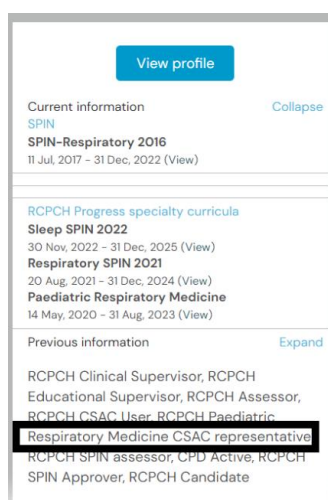 View profile
Current information Collapse
SPIN
SPIN-Respiratory 2016
11 Jul, 2017 - 31 Dec, 2022 (View)
RCPCH Progress specialty curricula
Sleep SPIN 2022
30 Nov, 2022 - 31 Dec, 2025 (View)
Respiratory SPIN 2021
20 Aug, 2021 - 31 Dec, 2024 (View)
Paediatric Respiratory Medicine
14 May, 2020 - 31 Aug, 2023 (View)
Previous information Expand
RCPCH Clinical Supervisor, RCPCH
Educational Supervisor, RCPCH Assessor,
RCPCH CSAC User, RCPCH Paediatric
Respiratory Medicine CSAC representative
RCPCH SPIN assessor, CPD Active, RCPCH
SPIN Approver, RCPCH Candidate